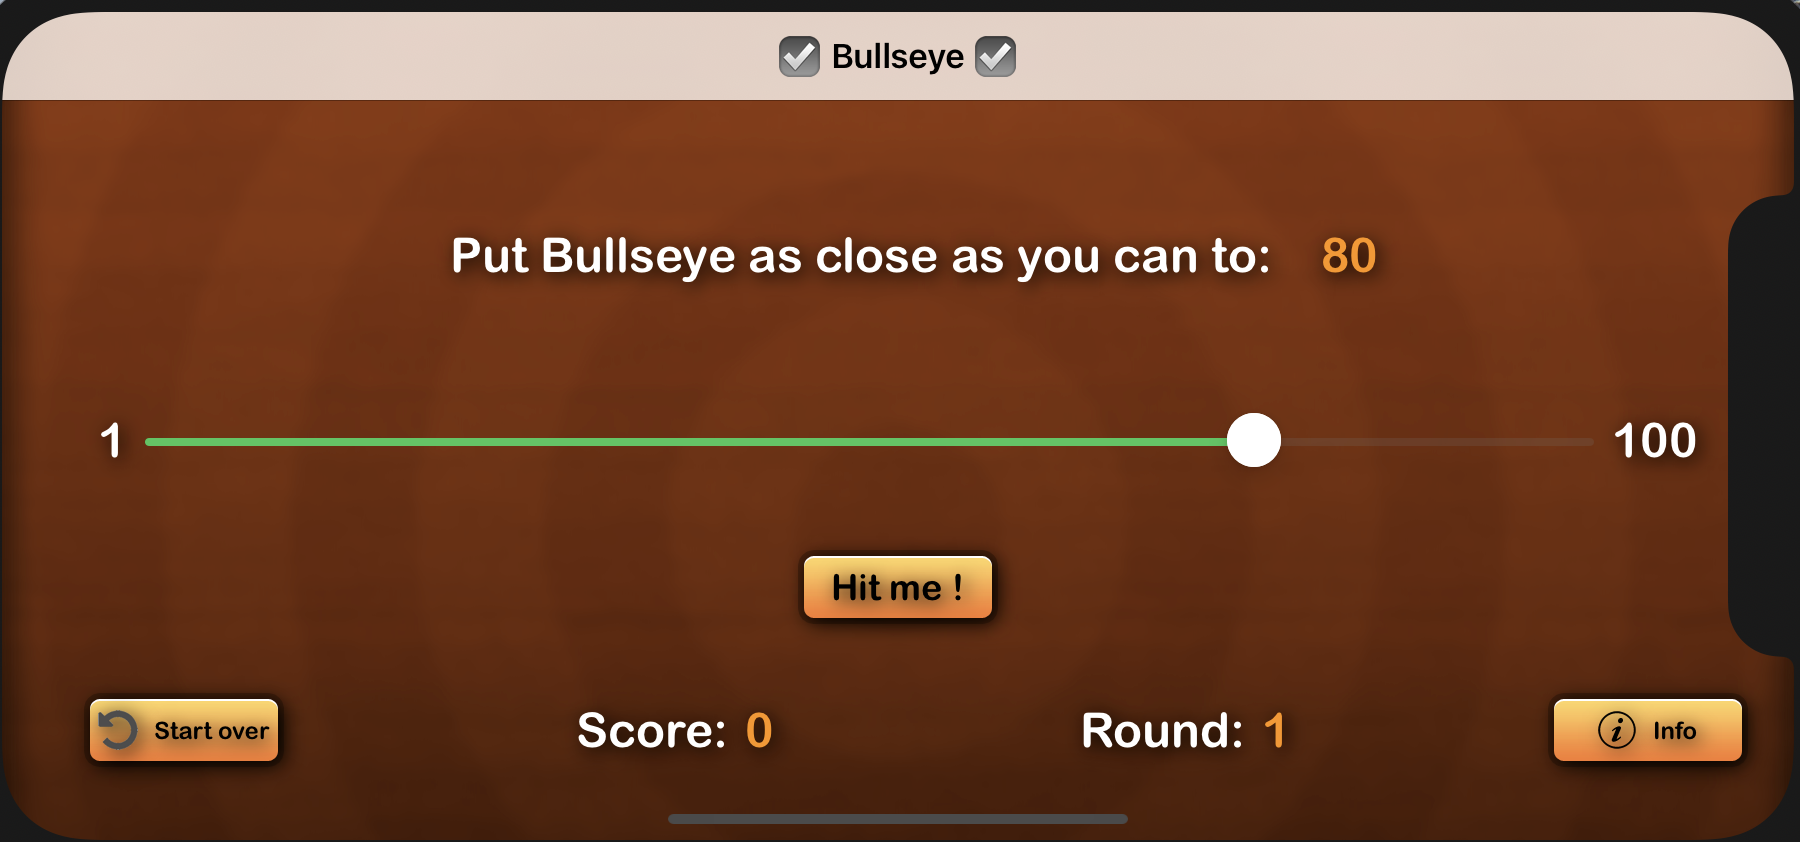 Bullseye
Put Bullseye as close as you can to: 80
1 100
Hit me !
Start over Score: 0 Round: 1 Info